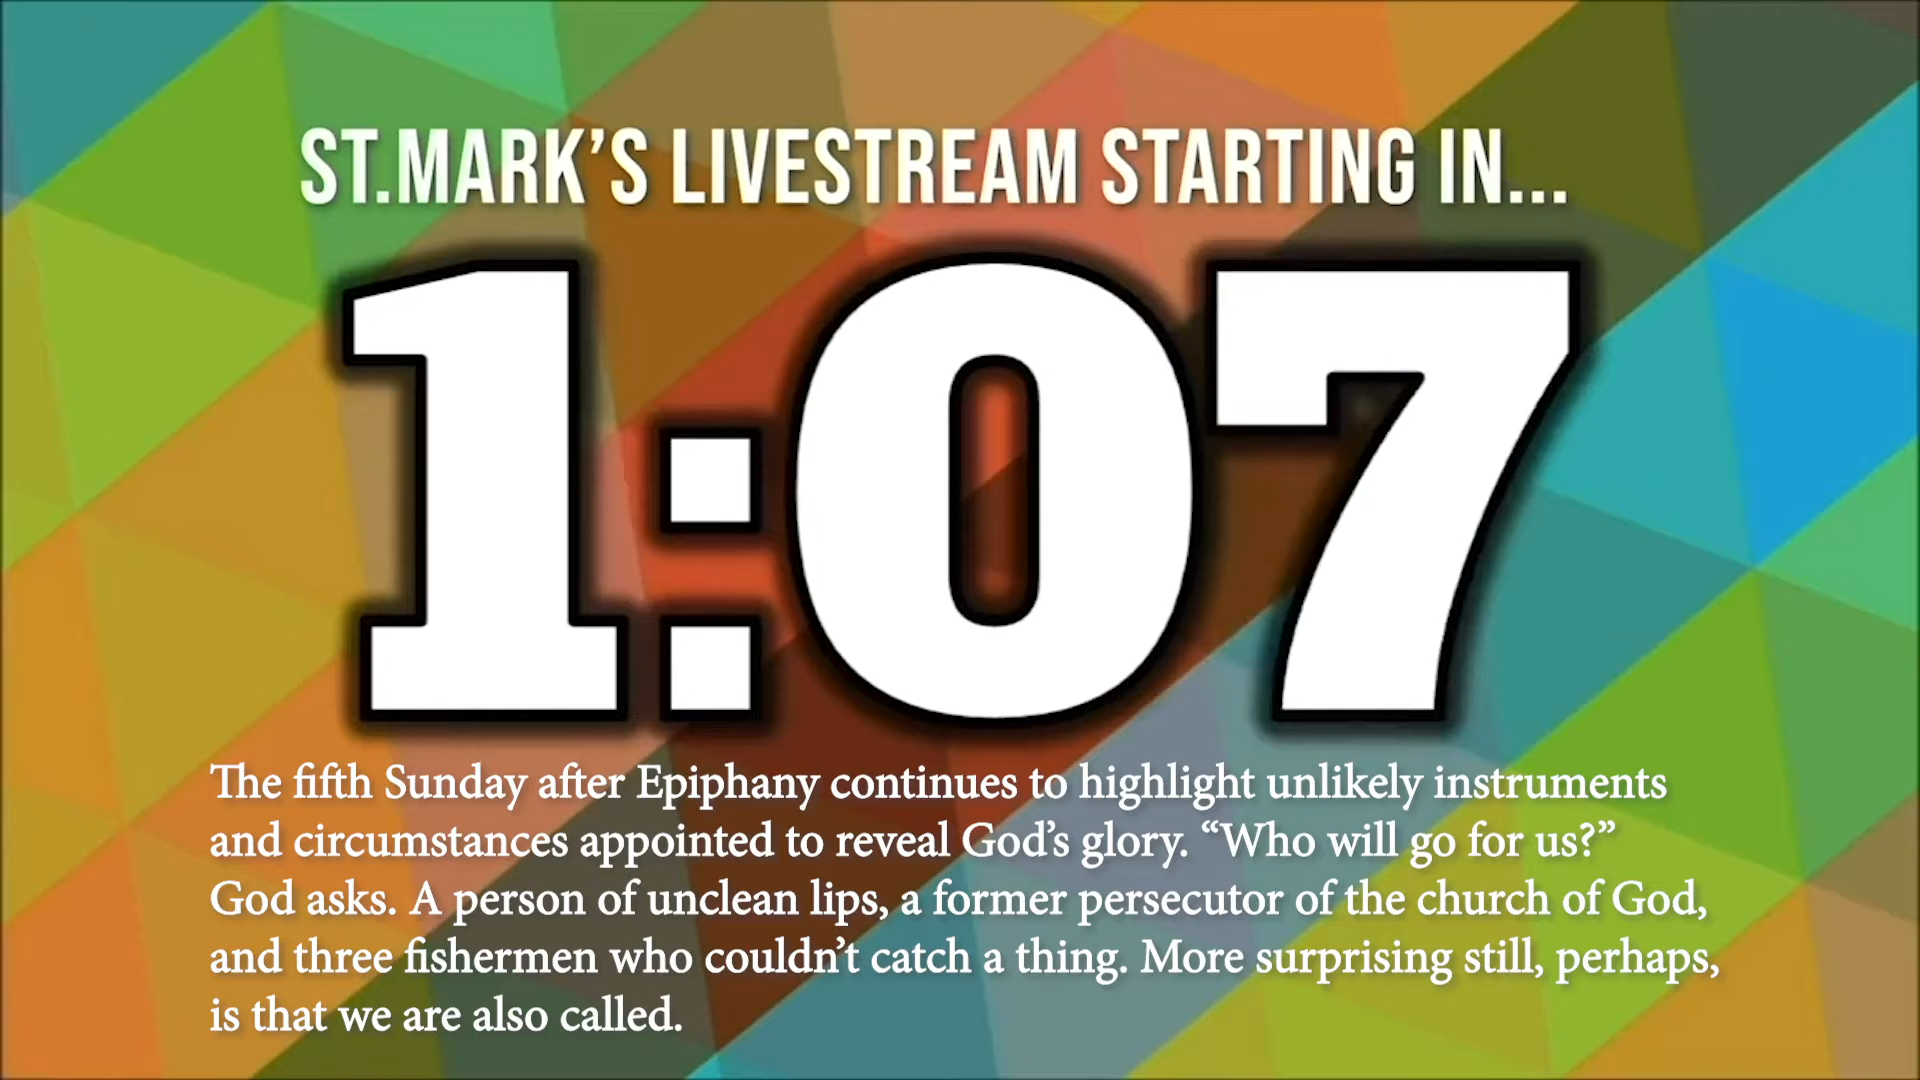 ST.MARK’S LIVESTREAM STARTING IN...
1:07
The fifth Sunday after Epiphany continues to highlight unlikely instruments
and circumstances appointed to reveal God’s glory. “Who will go for us?”
God asks. A person of unclean lips, a former persecutor of the church of God,
and three fishermen who couldn’t catch a thing. More surprising still, perhaps,
is that we are also called.